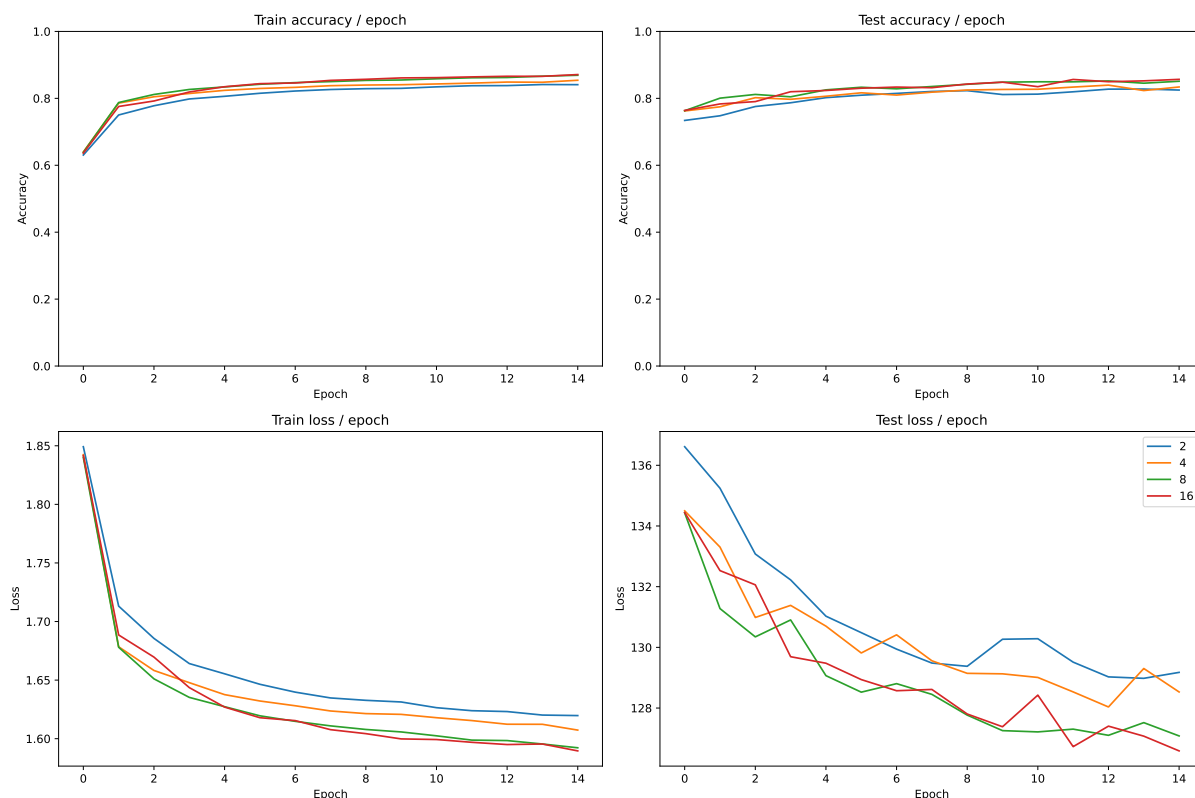 Train accuracy / epoch
1.0
0.8
0.6
0.4
0.2
0.0
Accuracy
0 2 4 6 8 10 12 14
Epoch
Test accuracy / epoch
1.0
0.8
0.6
0.4
0.2
0.0
Accuracy
0 2 4 6 8 10 12 14
Epoch
Train loss / epoch
1.85
1.80
1.75
1.70
1.65
1.60
Loss
0 2 4 6 8 10 12 14
Epoch
Test loss / epoch
136
134
132
130
128
Loss
2
4
8
16
0 2 4 6 8 10 12 14
Epoch